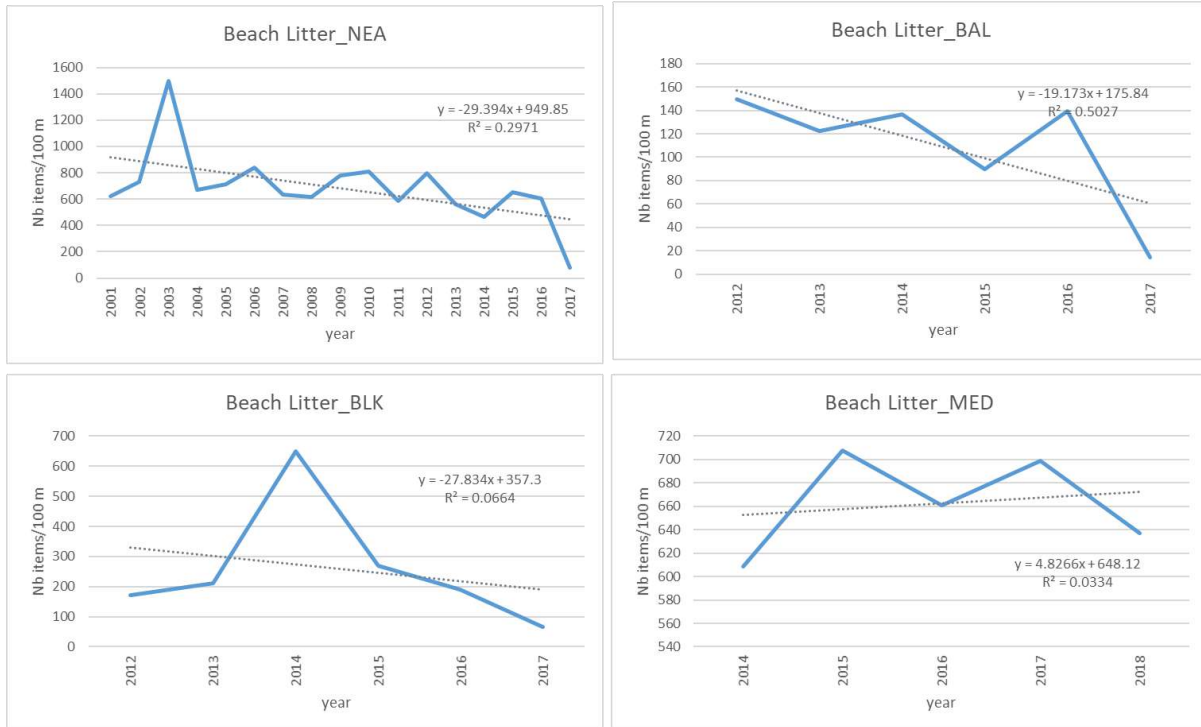 Beach Litter_NEA
Nb items/100 m
1600
1400
1200
1000
800
600
400
200
0
y = -29.394x + 949.85
R² = 0.2971
2001 2002 2003 2004 2005 2006 2007 2008 2009 2010 2011 2012 2013 2014 2015 2016 2017
year
Beach Litter_BAL
Nb items/100 m
180
160
140
120
100
80
60
40
20
0
y = -19.173x + 175.84
R² = 0.5027
2012 2013 2014 2015 2016 2017
year
Beach Litter_BLK
Nb items/100 m
700
600
500
400
300
200
100
0
y = -27.834x + 357.3
R² = 0.0664
2012 2013 2014 2015 2016 2017
year
Beach Litter_MED
Nb items/100 m
720
700
680
660
640
620
600
580
560
540
y = 4.8266x + 648.12
R² = 0.0334
2014 2015 2016 2017 2018
year